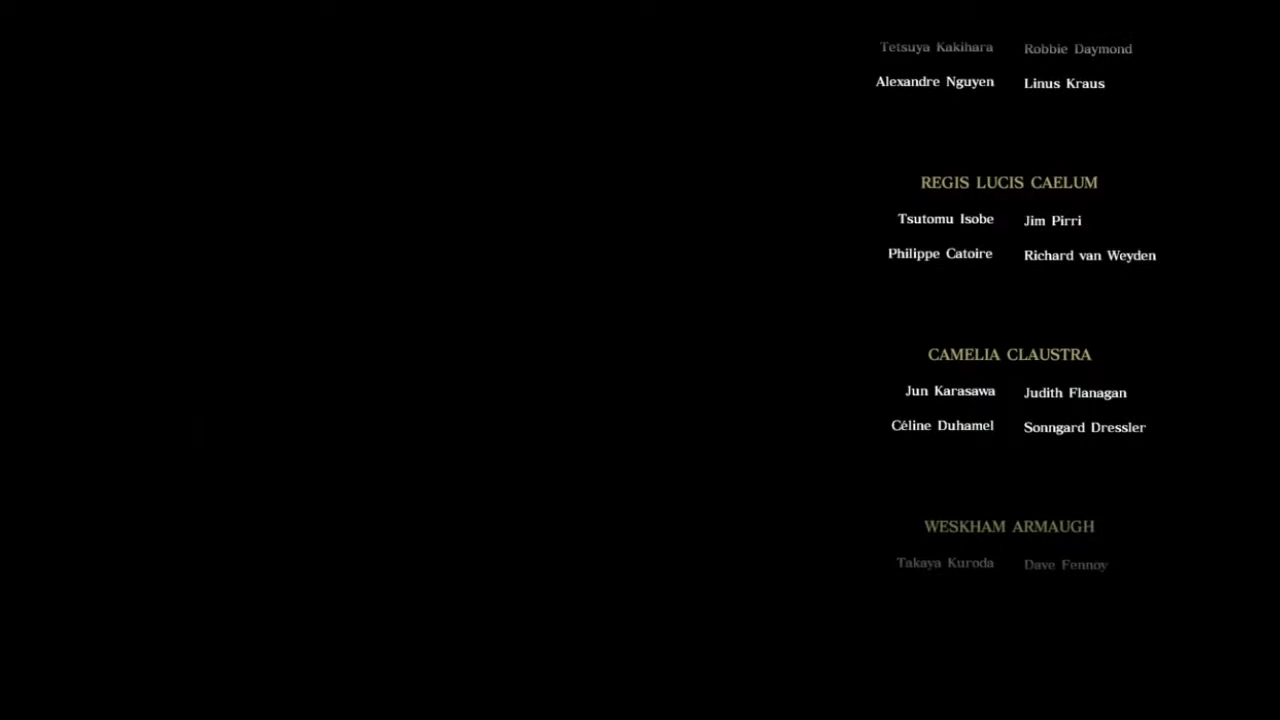 Tetsuya Kakihara Robbie Daymond
Alexandre Nguyen Linus Kraus
REGIS LUCIS CAELUM
Tsutomu Isobe Jim Pirri
Philippe Catoire Richard van Weyden
CAMELIA CLAUSTRA
Jun Karasawa Judith Flanagan
Céline Duhamel Sonngard Dressler
WESKHAM ARMAUGH
Takaya Kuroda Dave Fennoy